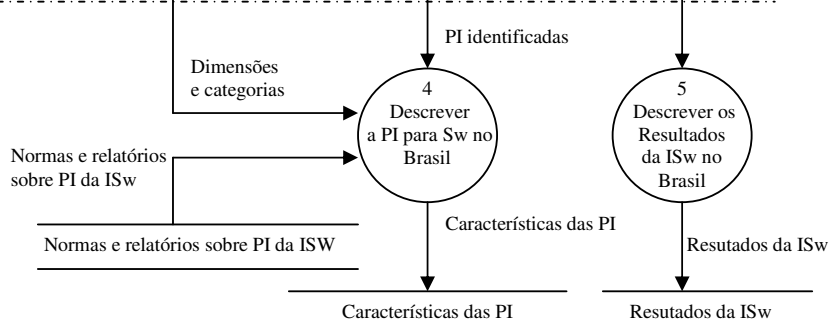 PI identificadas
Dimensões
e categorias
4
Descrever
a PI para Sw no
Brasil
5
Descrever os
Resultados
da ISw no
Brasil
Normas e relatórios
sobre PI da ISw
Características das PI
Normas e relatórios sobre PI da ISW
Resutados da ISw
Características das PI
Resutados da ISw